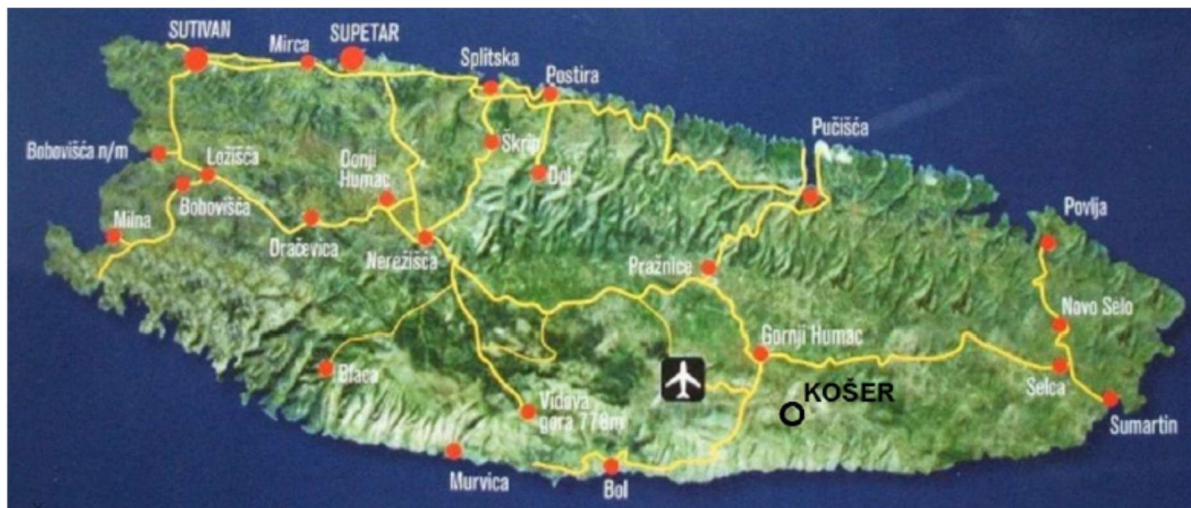 SUTIVAN
Mirca
SUPETAR
Splitska
Postira
Pučišća
Bobovišća n/m
Ložišća
Donji
Humac
Škrip
Dol
Bobovišća
Milna
Dračevica
Nerežišća
Pražnice
Povlja
Novo Selo
Gornji Humac
Blaca
Vidova
gora 778m
KOŠER
Selca
Sumartin
Murvica
Bol